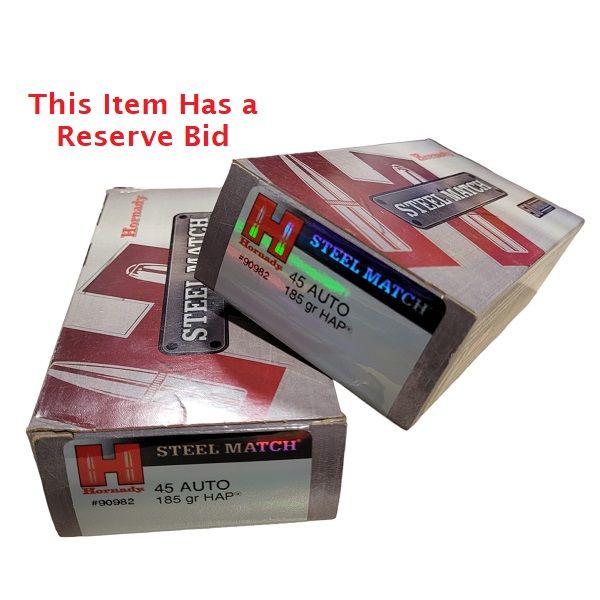 This Item Has a
Reserve Bid
Hornady
STEEL MATCH
H
Hornady
#90982
STEEL MATCH
45 AUTO
185 gr HAP®
Hornady
STEEL MATCH
H
Hornady
#90982
STEEL MATCH®
45 AUTO
185 gr HAP®